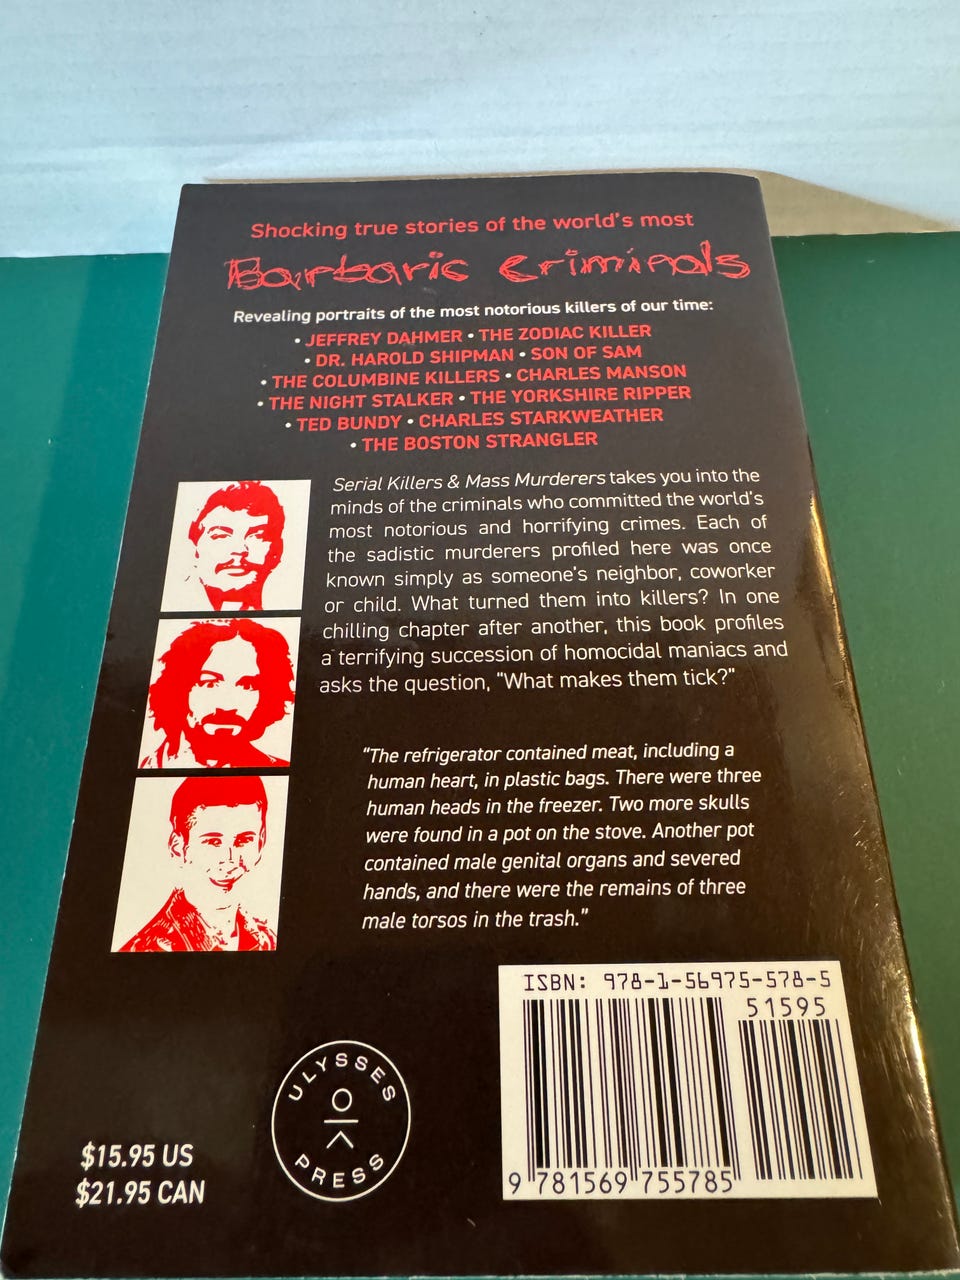 Shocking true stories of the world's most
Barbaric Criminals
Revealing portraits of the most notorious killers of our time:
• JEFFREY DAHMER • THE ZODIAC KILLER
• DR. HAROLD SHIPMAN • SON OF SAM
• THE COLUMBINE KILLERS • CHARLES MANSON
• THE NIGHT STALKER • THE YORKSHIRE RIPPER
• TED BUNDY • CHARLES STARKWEATHER
• THE BOSTON STRANGLER
Serial Killers & Mass Murderers takes you into the
minds of the criminals who committed the world's
most notorious and horrifying crimes. Each of
the sadistic murderers profiled here was once
known simply as someone's neighbor, coworker
or child. What turned them into killers? In one
chilling chapter after another, this book profiles
a terrifying succession of homocidal maniacs and
asks the question, "What makes them tick?"
"The refrigerator contained meat, including a
human heart, in plastic bags. There were three
human heads in the freezer. Two more skulls
were found in a pot on the stove. Another pot
contained male genital organs and severed
hands, and there were the remains of three
male torsos in the trash."
ISBN: 978-1-56975-578-5
51595
9 781569 755785
ULYSSES
PRESS
$15.95 US
$21.95 CAN